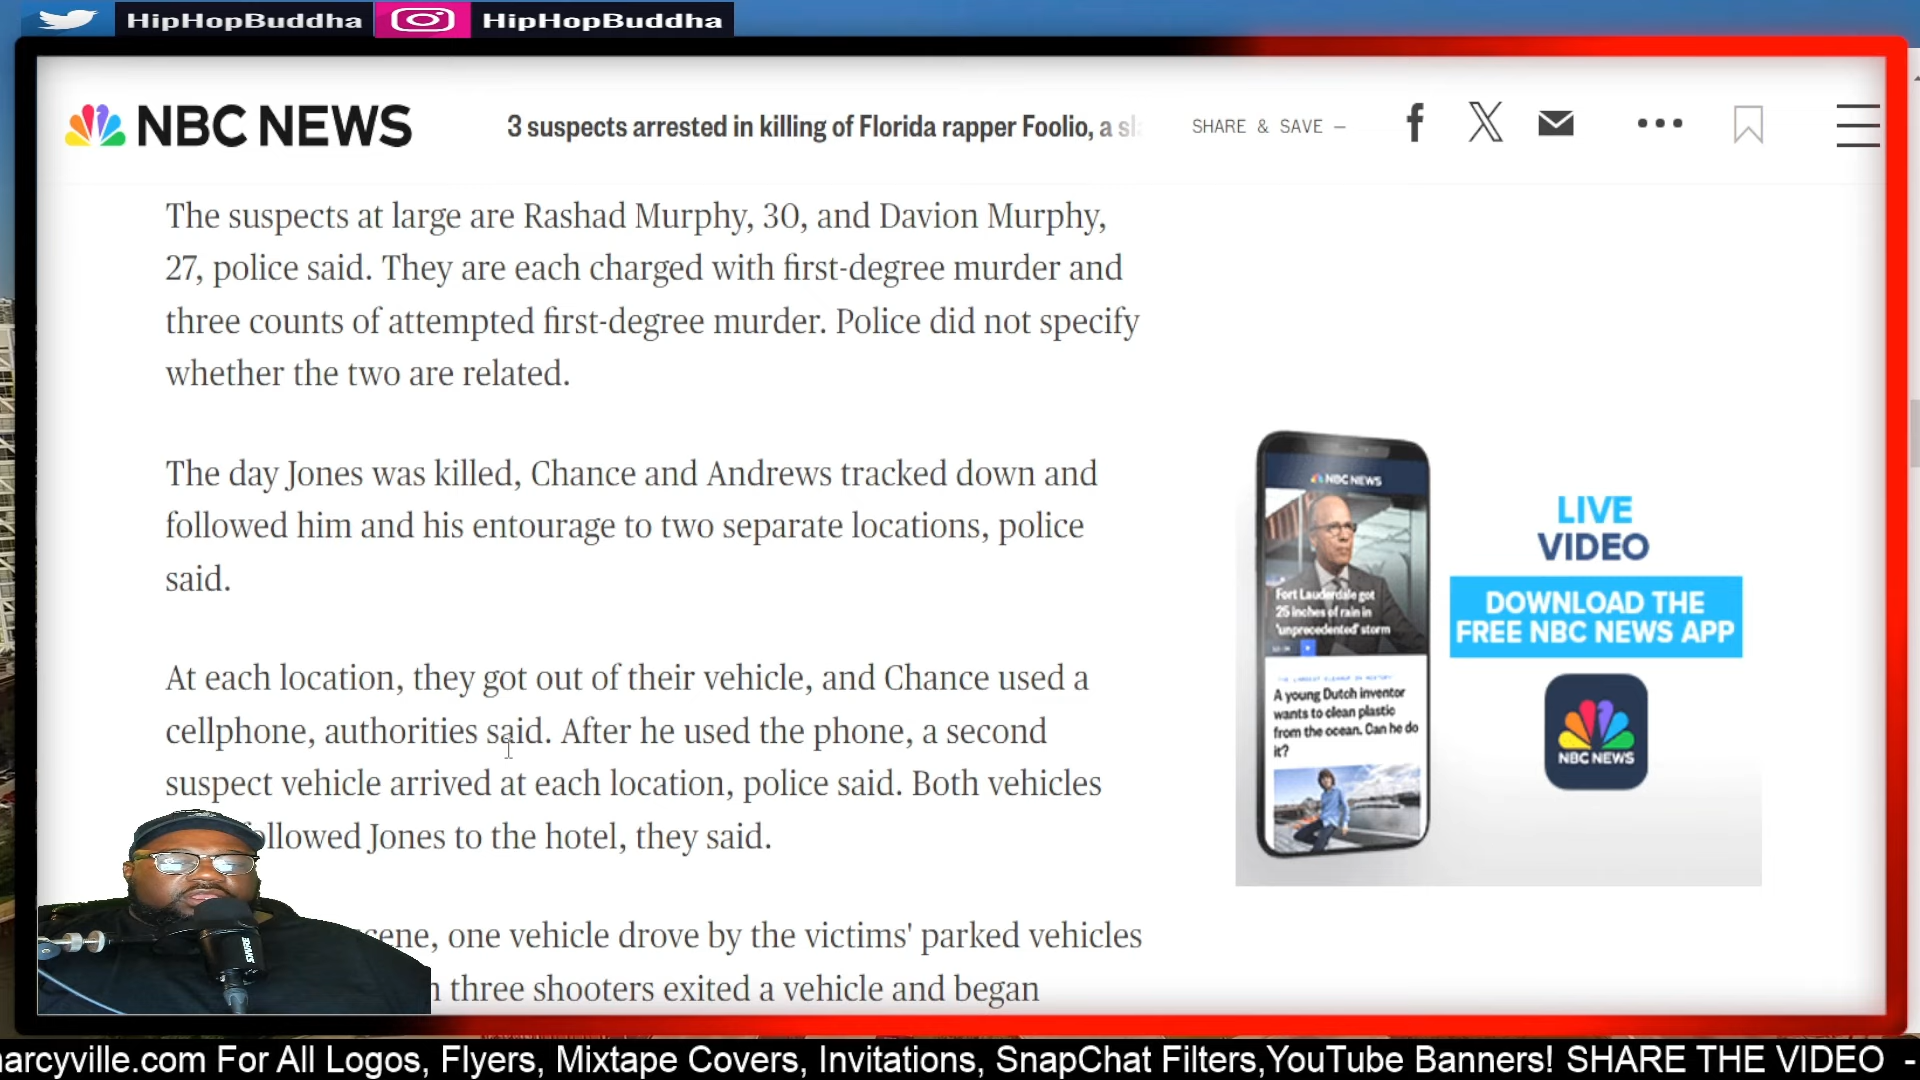 HipHopBuddha HipHopBuddha
NBC NEWS 3 suspects arrested in killing of Florida rapper Foolio, a SHARE & SAVE –
The suspects at large are Rashad Murphy, 30, and Davion Murphy,
27, police said. They are each charged with first-degree murder and
three counts of attempted first-degree murder. Police did not specify
whether the two are related.
The day Jones was killed, Chance and Andrews tracked down and
followed him and his entourage to two separate locations, police
said.
At each location, they got out of their vehicle, and Chance used a
cellphone, authorities said. After he used the phone, a second
suspect vehicle arrived at each location, police said. Both vehicles
followed Jones to the hotel, they said.
scene, one vehicle drove by the victims' parked vehicles
three shooters exited a vehicle and began
NBC NEWS
Fort Lauderdale got
25 inches of rain in
'unprecedented' storm
A young Dutch inventor
wants to clean plastic
from the ocean. Can he do
it?
LIVE
VIDEO
DOWNLOAD THE
FREE NBC NEWS APP
NBC NEWS
SHURE
narcyville.com For All Logos, Flyers, Mixtape Covers, Invitations, SnapChat Filters,YouTube Banners! SHARE THE VIDEO -